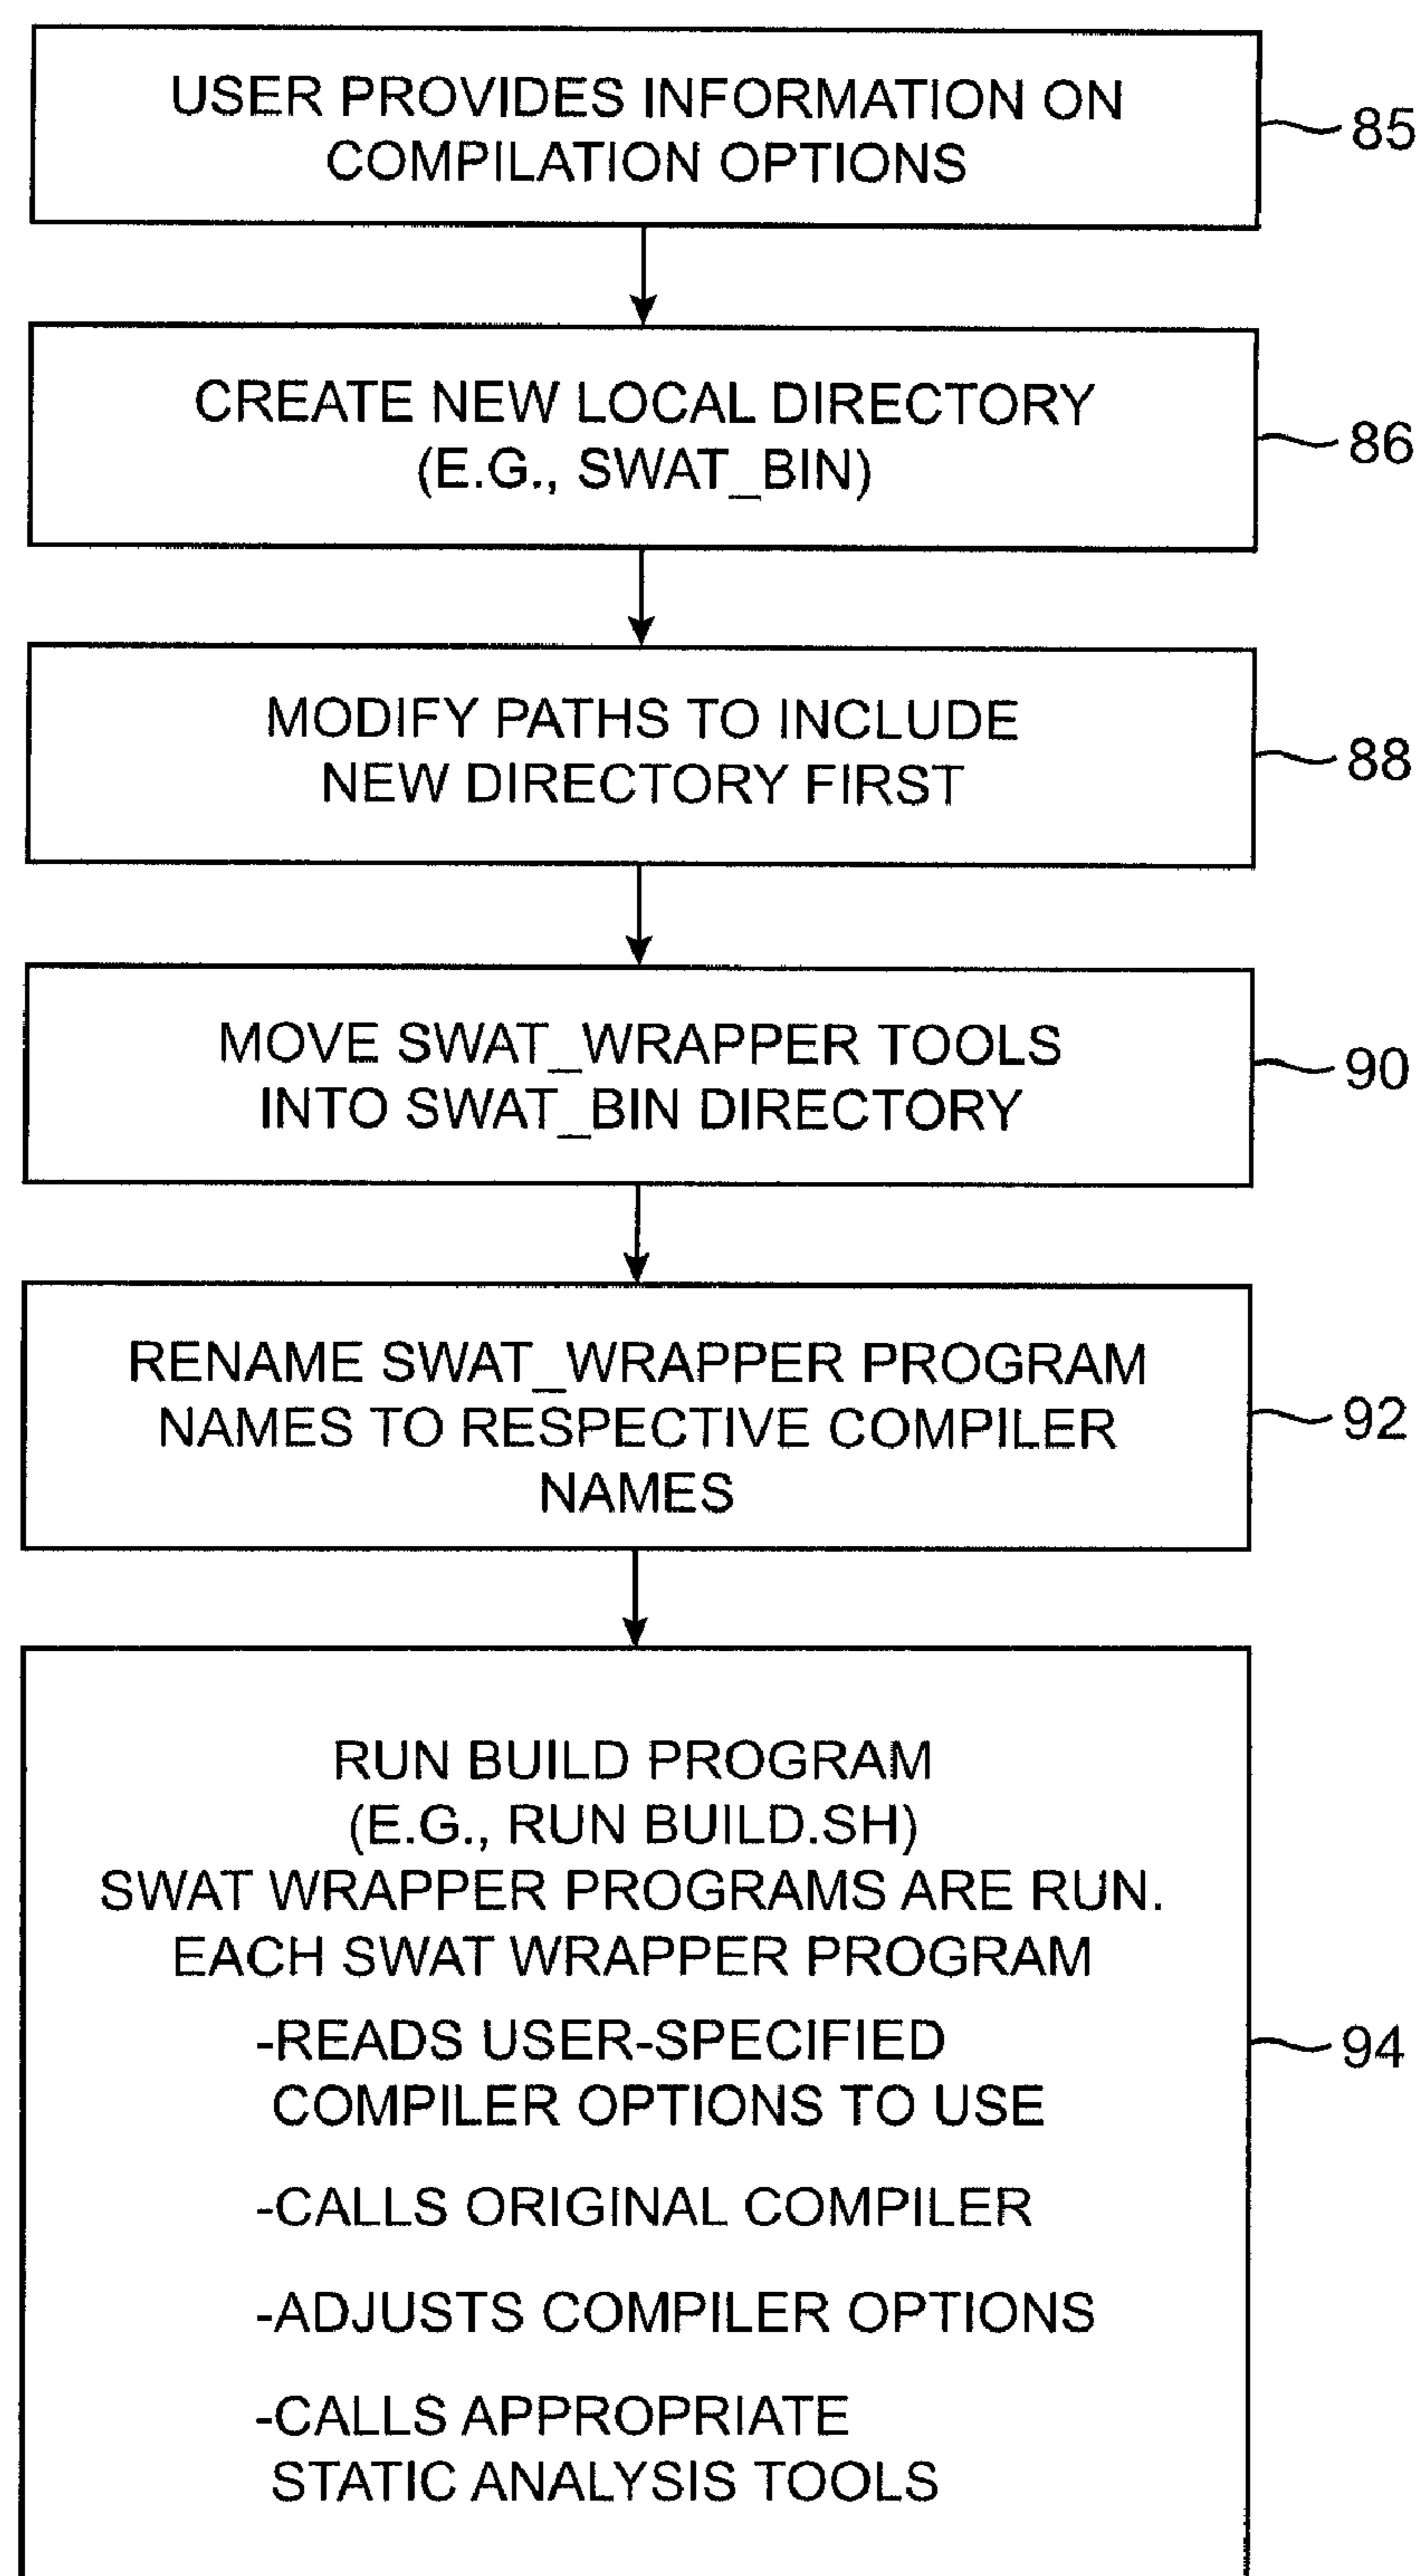 USER PROVIDES INFORMATION ON
COMPILATION OPTIONS
85
CREATE NEW LOCAL DIRECTORY
(E.G., SWAT_BIN)
86
MODIFY PATHS TO INCLUDE
NEW DIRECTORY FIRST
88
MOVE SWAT_WRAPPER TOOLS
INTO SWAT_BIN DIRECTORY
90
RENAME SWAT_WRAPPER PROGRAM
NAMES TO RESPECTIVE COMPILER
NAMES
92
RUN BUILD PROGRAM
(E.G., RUN BUILD.SH)
SWAT WRAPPER PROGRAMS ARE RUN.
EACH SWAT WRAPPER PROGRAM
-READS USER-SPECIFIED
COMPILER OPTIONS TO USE
-CALLS ORIGINAL COMPILER
-ADJUSTS COMPILER OPTIONS
-CALLS APPROPRIATE
STATIC ANALYSIS TOOLS
94